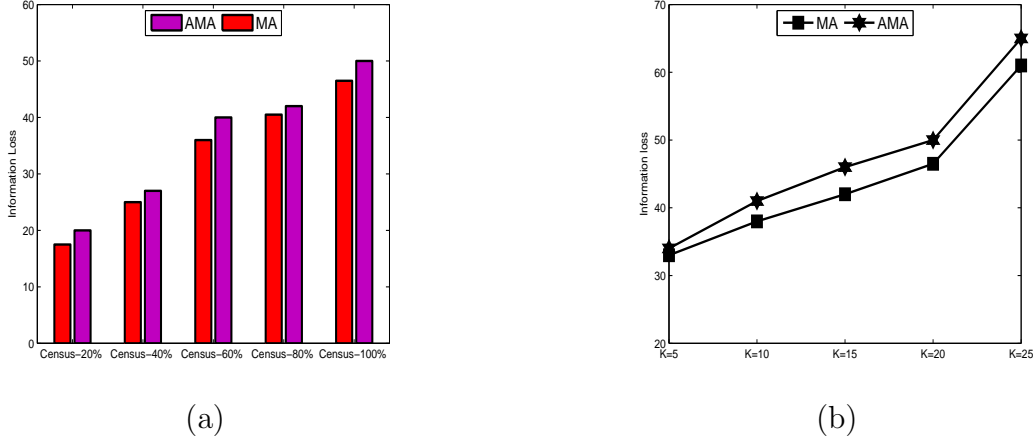 60
50
40
30
20
10
0
Information Loss
AMA MA
Census−20% Census−40% Census−60% Census−80% Census−100%
(a)
70
60
50
40
30
20
Information loss
MA AMA
K=5 K=10 K=15 K=20 K=25
(b)